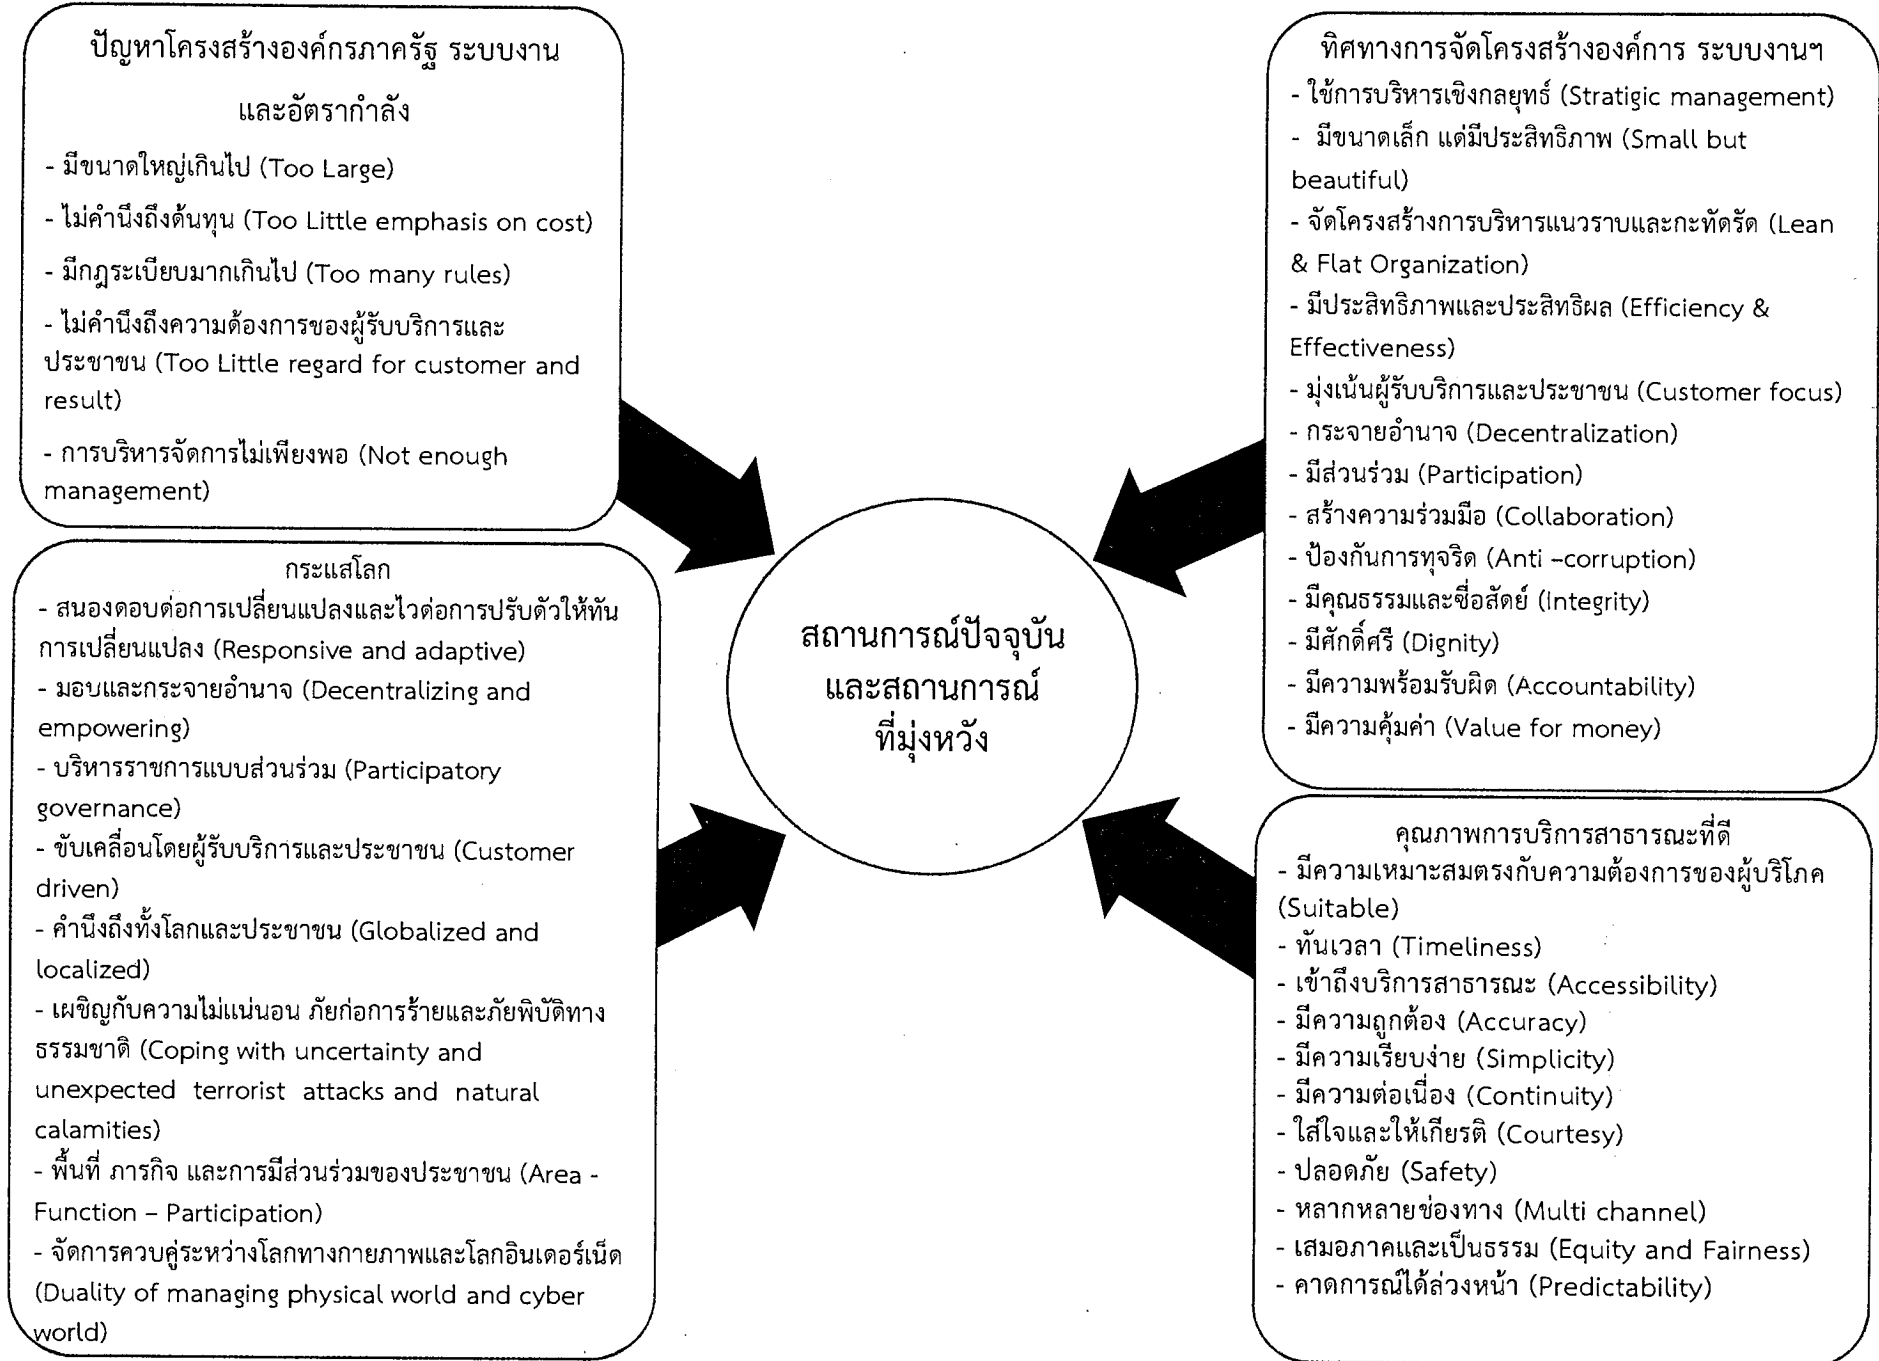 ปัญหาโครงสร้างองค์กรภาครัฐ ระบบงาน
และอัตรากำลัง
- มีขนาดใหญ่เกินไป (Too Large)
- ไม่คำนึงถึงต้นทุน (Too Little emphasis on cost)
- มีกฎระเบียบมากเกินไป (Too many rules)
- ไม่คำนึงถึงความต้องการของผู้รับบริการและ
ประชาชน (Too Little regard for customer and
result)
- การบริหารจัดการไม่เพียงพอ (Not enough
management)
กระแสโลก
- สนองตอบต่อการเปลี่ยนแปลงและไวต่อการปรับตัวให้ทัน
การเปลี่ยนแปลง (Responsive and adaptive)
- มอบและกระจายอำนาจ (Decentralizing and
empowering)
- บริหารราชการแบบส่วนร่วม (Participatory
governance)
- ขับเคลื่อนโดยผู้รับบริการและประชาชน (Customer
driven)
- คำนึงถึงทั้งโลกและประชาชน (Globalized and
localized)
- เผชิญกับความไม่แน่นอน ภัยก่อการร้ายและภัยพิบัติทาง
ธรรมชาติ (Coping with uncertainty and
unexpected terrorist attacks and natural
calamities)
- พื้นที่ ภารกิจ และการมีส่วนร่วมของประชาชน (Area -
Function – Participation)
- จัดการควบคู่ระหว่างโลกทางกายภาพและโลกอินเตอร์เน็ต
(Duality of managing physical world and cyber
world)
สถานการณ์ปัจจุบัน
และสถานการณ์
ที่มุ่งหวัง
ทิศทางการจัดโครงสร้างองค์การ ระบบงานฯ
- ใช้การบริหารเชิงกลยุทธ์ (Stratigic management)
- มีขนาดเล็ก แต่มีประสิทธิภาพ (Small but
beautiful)
- จัดโครงสร้างการบริหารแนวราบและกะทัดรัด (Lean
& Flat Organization)
- มีประสิทธิภาพและประสิทธิผล (Efficiency &
Effectiveness)
- มุ่งเน้นผู้รับบริการและประชาชน (Customer focus)
- กระจายอำนาจ (Decentralization)
- มีส่วนร่วม (Participation)
- สร้างความร่วมมือ (Collaboration)
- ป้องกันการทุจริต (Anti –corruption)
- มีคุณธรรมและซื่อสัตย์ (Integrity)
- มีศักดิ์ศรี (Dignity)
- มีความพร้อมรับผิด (Accountability)
- มีความคุ้มค่า (Value for money)
คุณภาพการบริการสาธารณะที่ดี
- มีความเหมาะสมตรงกับความต้องการของผู้บริโภค
(Suitable)
- ทันเวลา (Timeliness)
- เข้าถึงบริการสาธารณะ (Accessibility)
- มีความถูกต้อง (Accuracy)
- มีความเรียบง่าย (Simplicity)
- มีความต่อเนื่อง (Continuity)
- ใส่ใจและให้เกียรติ (Courtesy)
- ปลอดภัย (Safety)
- หลากหลายช่องทาง (Multi channel)
- เสมอภาคและเป็นธรรม (Equity and Fairness)
- คาดการณ์ได้ล่วงหน้า (Predictability)